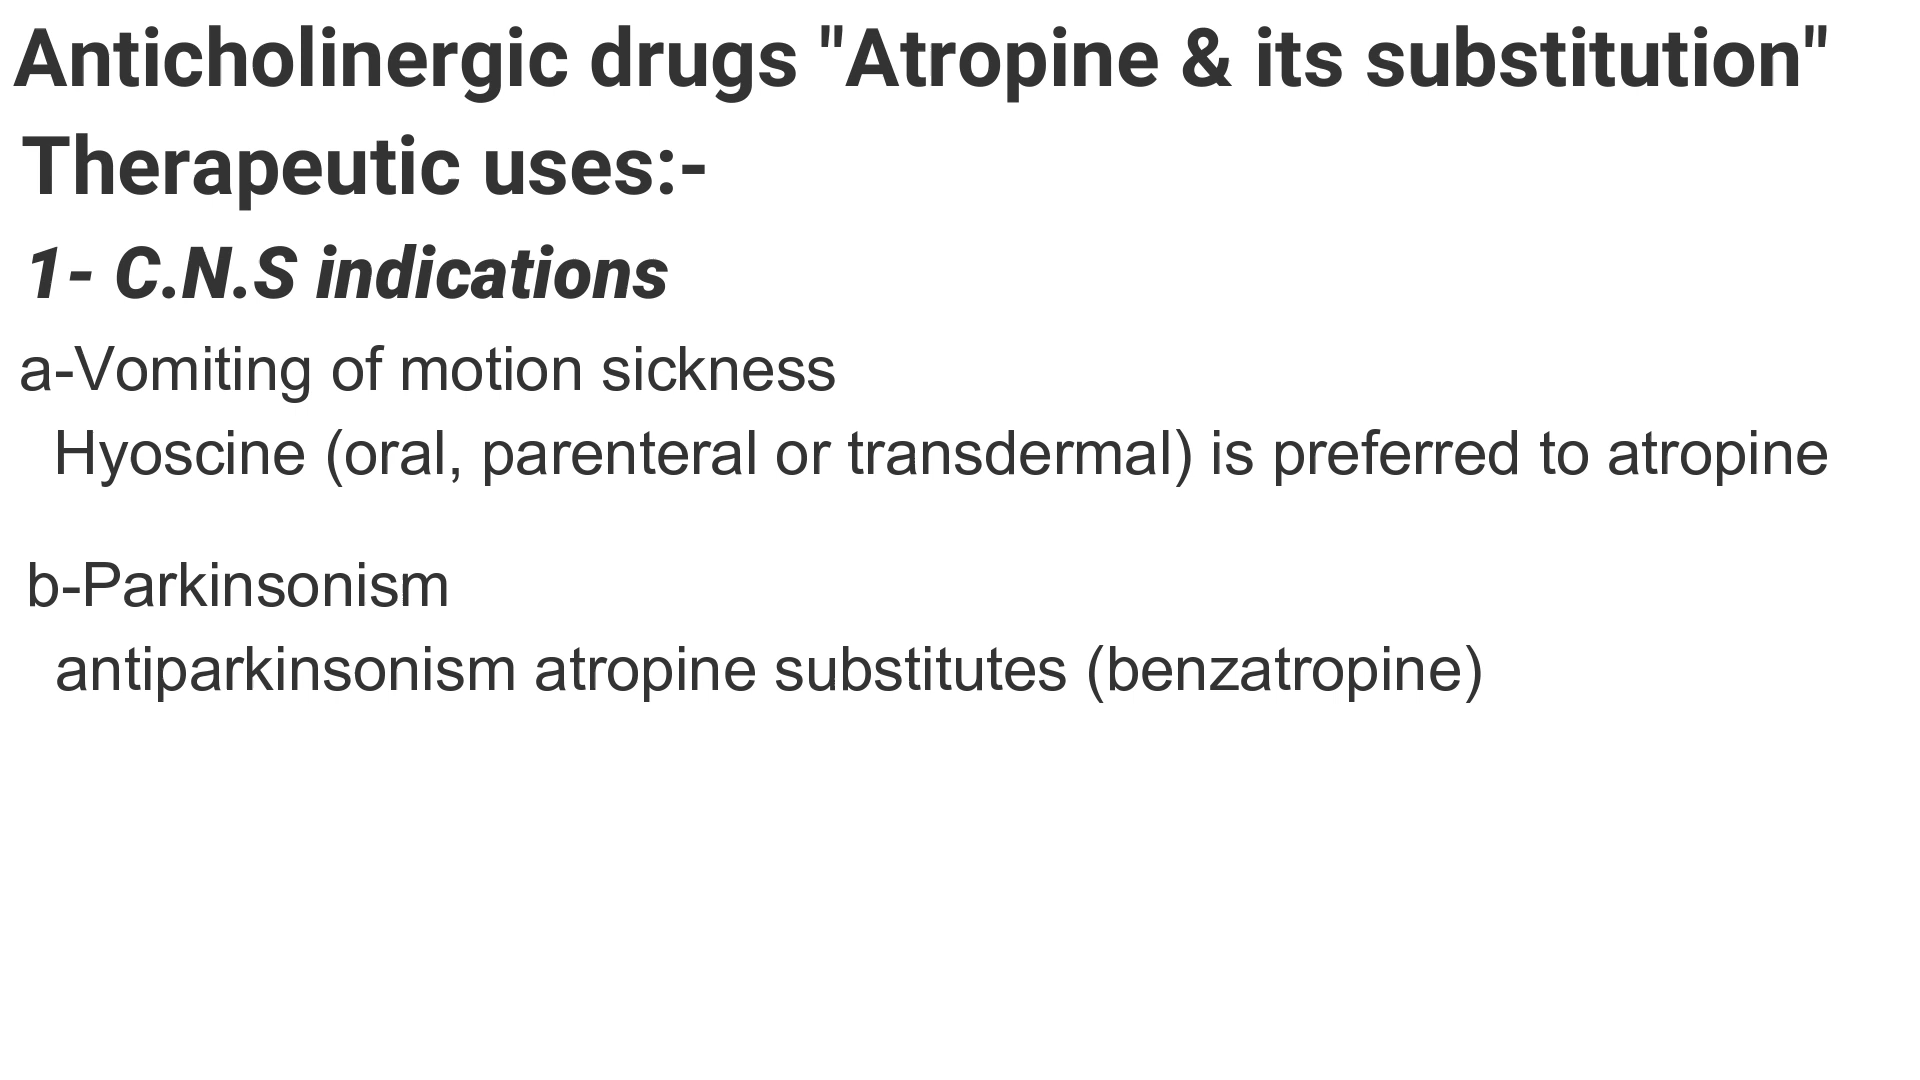 Anticholinergic drugs "Atropine & its substitution"
Therapeutic uses:-
1- C.N.S indications
a-Vomiting of motion sickness
Hyoscine (oral, parenteral or transdermal) is preferred to atropine
b-Parkinsonism
antiparkinsonism atropine substitutes (benzatropine)